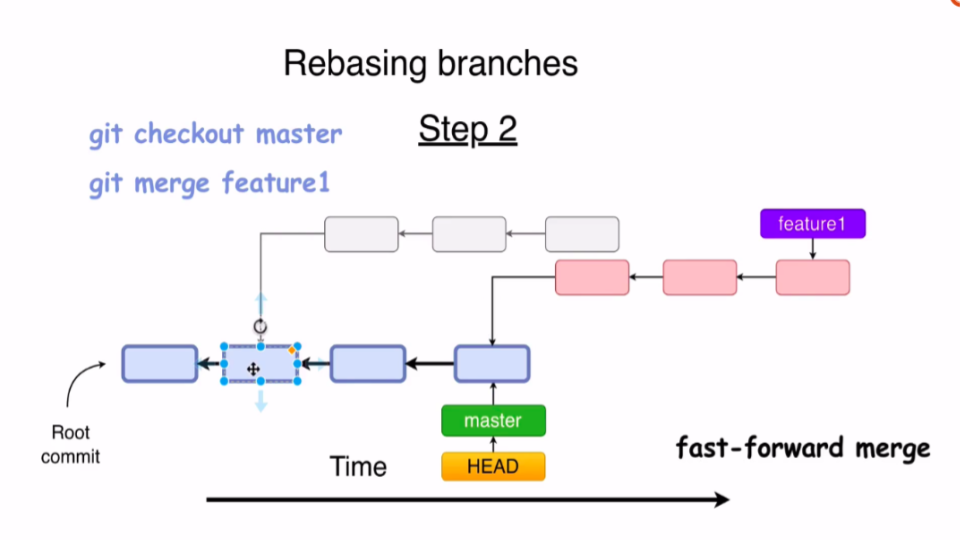 Rebasing branches
Step 2
git checkout master
git merge feature1
feature1
master
HEAD
Root
commit
Time
fast-forward merge